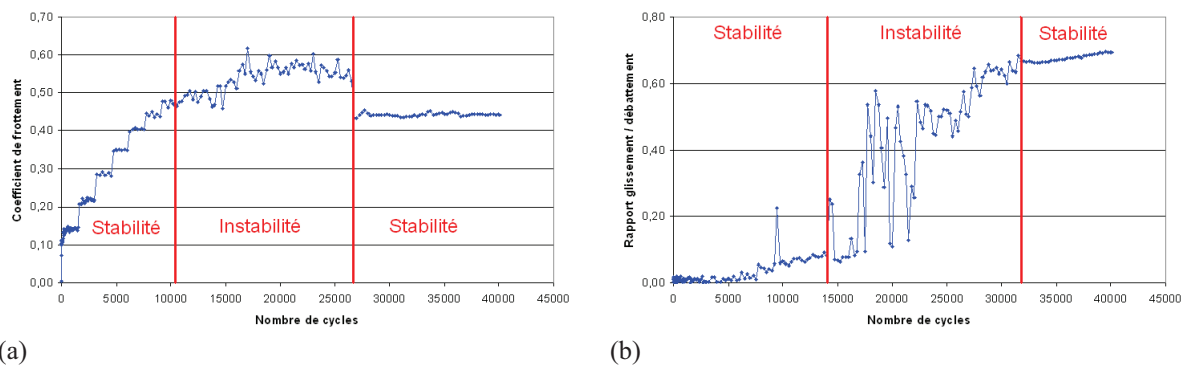 0,70
0,60
0,50
0,40
0,30
0,20
0,10
0,00
Coefficient de frottement
Stabilité
Instabilité
Stabilité
0 5000 10000 15000 20000 25000 30000 35000 40000 45000
Nombre de cycles
(a)
0,80
0,60
0,40
0,20
0,00
Rapport glissement / débattement
Stabilité
Instabilité
Stabilité
0 5000 10000 15000 20000 25000 30000 35000 40000 45000
Nombre de cycles
(b)